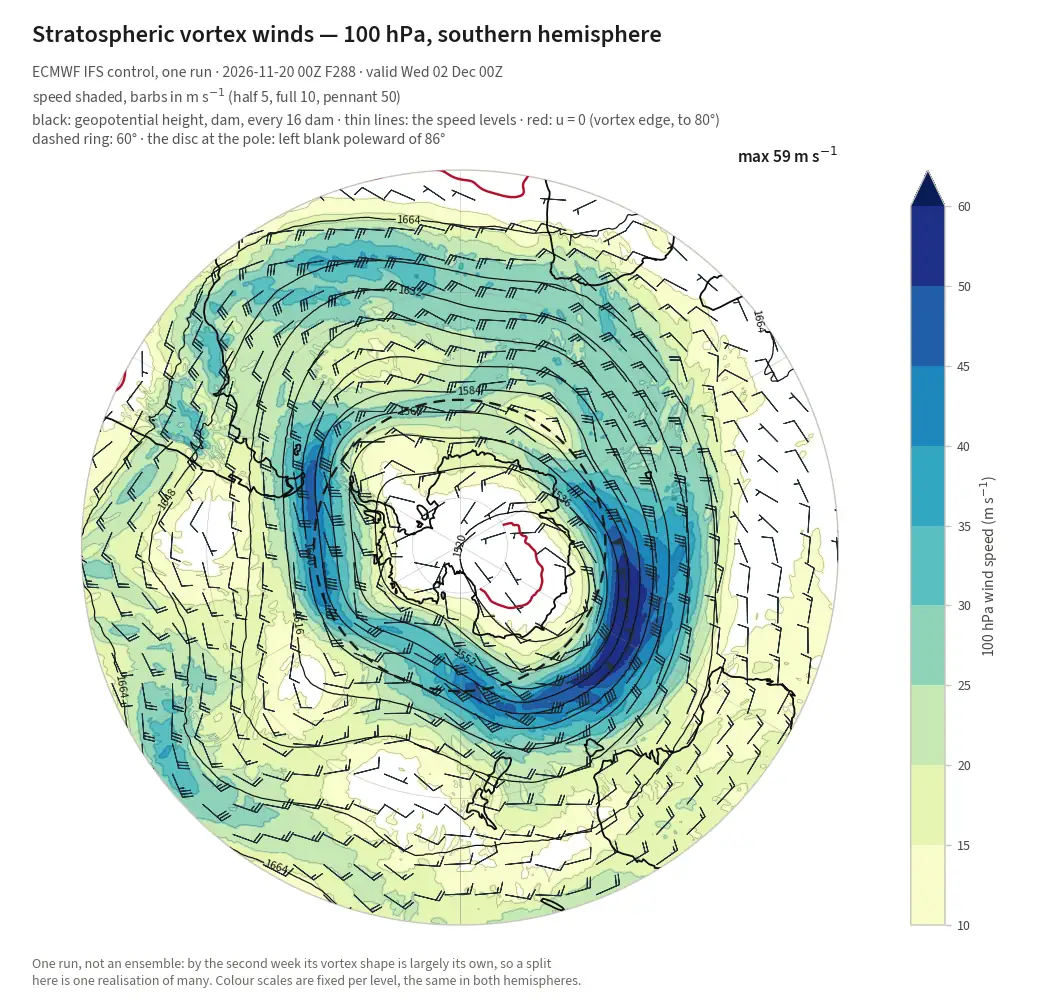 Stratospheric vortex winds — 100 hPa, southern hemisphere
ECMWF IFS control, one run · 2026-11-20 00Z F288 · valid Wed 02 Dec 00Z
speed shaded, barbs in m s⁻¹ (half 5, full 10, pennant 50)
black: geopotential height, dam, every 16 dam · thin lines: the speed levels · red: u = 0 (vortex edge, to 80°)
dashed ring: 60° · the disc at the pole: left blank poleward of 86°
max 59 m s⁻¹
1664
1632
1664
1584
1568
1536
1648
1520
1616
1552
1664
1664
60
50
45
40
35
30
25
20
15
10
100 hPa wind speed (m s⁻¹)
One run, not an ensemble: by the second week its vortex shape is largely its own, so a split
here is one realisation of many. Colour scales are fixed per level, the same in both hemispheres.